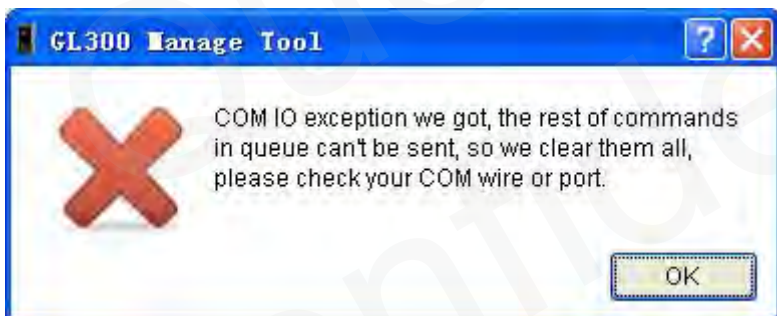 GL300 Manage Tool
COM IO exception we got, the rest of commands
in queue can't be sent, so we clear them all,
please check your COM wire or port.
OK